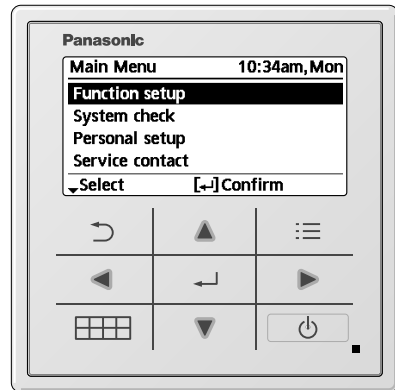 Panasonic
Main Menu 10:34am,Mon
Function setup
System check
Personal setup
Service contact
Select [↵]Confirm